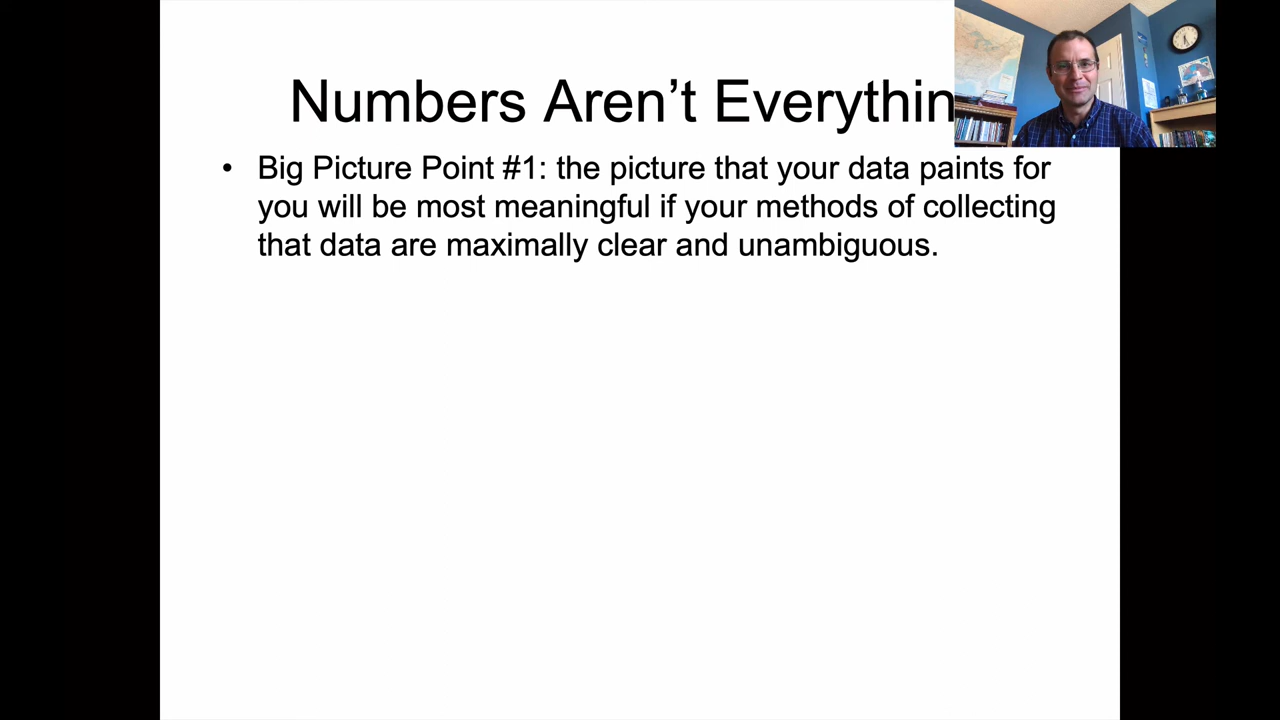 Numbers Aren’t Everythin
• Big Picture Point #1: the picture that your data paints for
you will be most meaningful if your methods of collecting
that data are maximally clear and unambiguous.